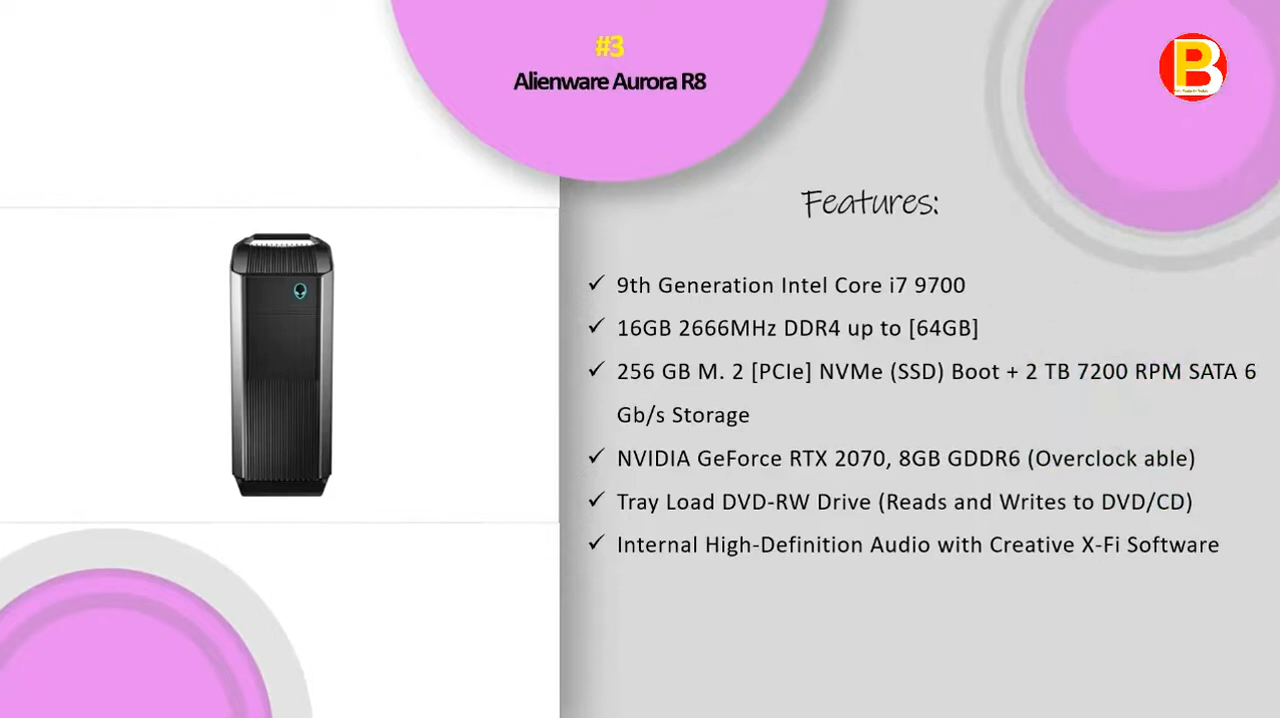 #3
Alienware Aurora R8
Features:
✓ 9th Generation Intel Core i7 9700
✓ 16GB 2666MHz DDR4 up to [64GB]
✓ 256 GB M. 2 [PCIe] NVMe (SSD) Boot + 2 TB 7200 RPM SATA 6
Gb/s Storage
✓ NVIDIA GeForce RTX 2070, 8GB GDDR6 (Overclock able)
✓ Tray Load DVD-RW Drive (Reads and Writes to DVD/CD)
✓ Internal High-Definition Audio with Creative X-Fi Software